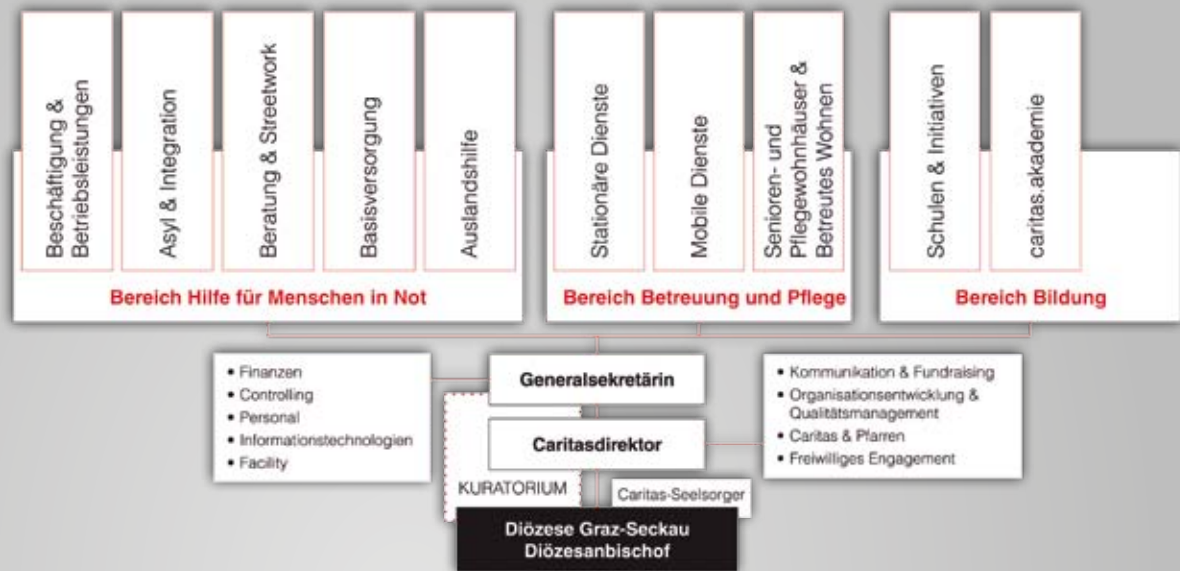 Beschäftigung &
Betriebsleistungen
Asyl & Integration
Beratung & Streetwork
Basisversorgung
Auslandshilfe
Bereich Hilfe für Menschen in Not
Stationäre Dienste
Mobile Dienste
Senioren- und
Pflegewohnhäuser &
Betreutes Wohnen
Bereich Betreuung und Pflege
Schulen & Initiativen
caritas.akademie
Bereich Bildung
• Finanzen
• Controlling
• Personal
• Informationstechnologien
• Facility
Generalsekretärin
Caritasdirektor
• Kommunikation & Fundraising
• Organisationsentwicklung &
Qualitätsmanagement
• Caritas & Pfarren
• Freiwilliges Engagement
KURATORIUM
Caritas-Seelsorger
Diözese Graz-Seckau
Diözesanbischof